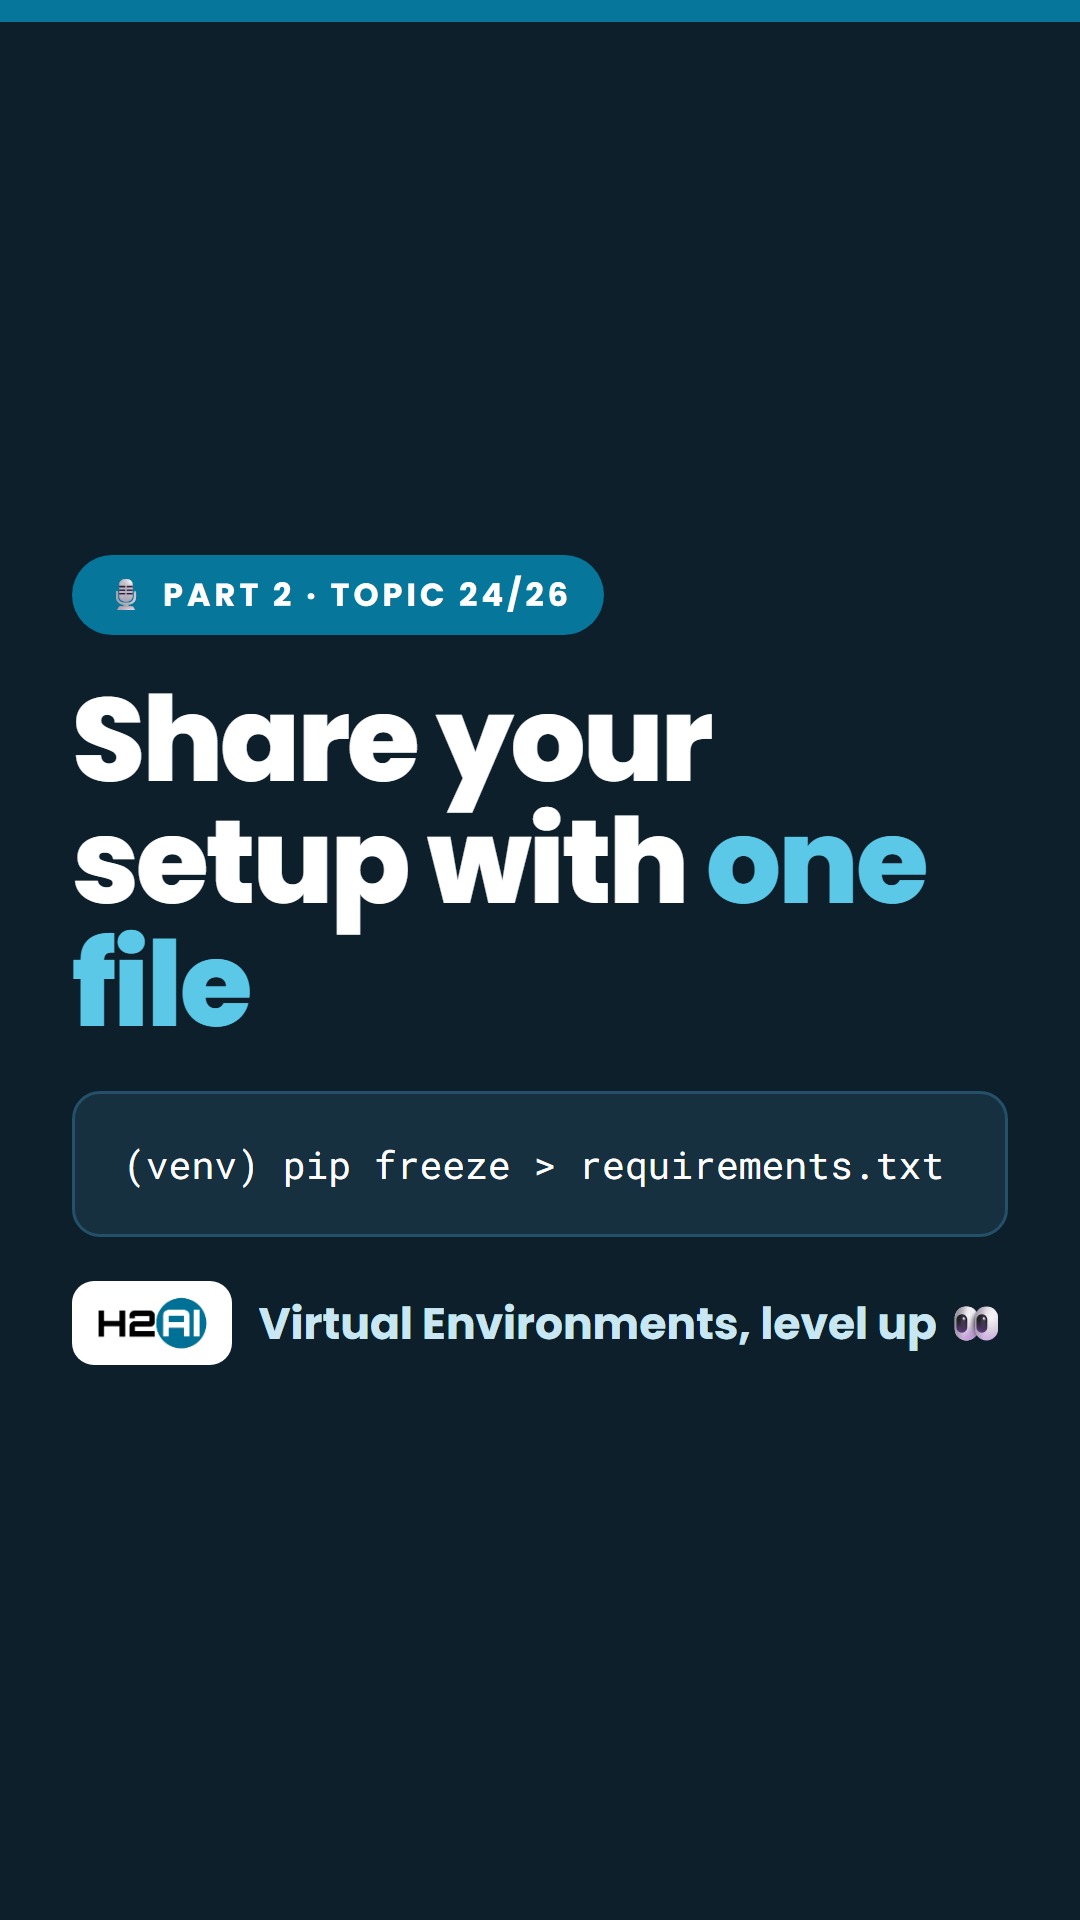 PART 2 · TOPIC 24/26
Share your
setup with one
file
(venv) pip freeze > requirements.txt
H2AI Virtual Environments, level up 👀